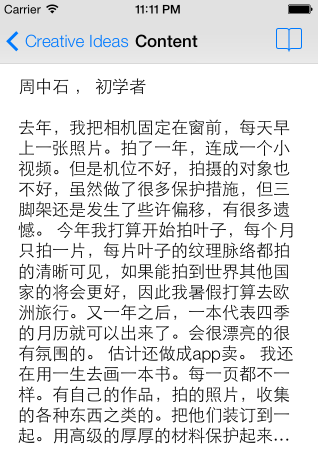 Carrier 11:11 PM
Creative Ideas Content
周中石 ， 初学者
去年，我把相机固定在窗前，每天早
上一张照片。拍了一年，连成一个小
视频。但是机位不好，拍摄的对象也
不好，虽然做了很多保护措施，但三
脚架还是发生了些许偏移，有很多遗
憾。 今年我打算开始拍叶子，每个月
只拍一片，每片叶子的纹理脉络都拍
的清晰可见，如果能拍到世界其他国
家的将会更好，因此我暑假打算去欧
洲旅行。又一年之后，一本代表四季
的月历就可以出来了。会很漂亮的很
有氛围的。 估计还做成app卖。 我还
在用一生去画一本书。每一页都不一
样。有自己的作品，拍的照片，收集
的各种东西之类的。把他们装订到一
起。用高级的厚厚的材料保护起来...